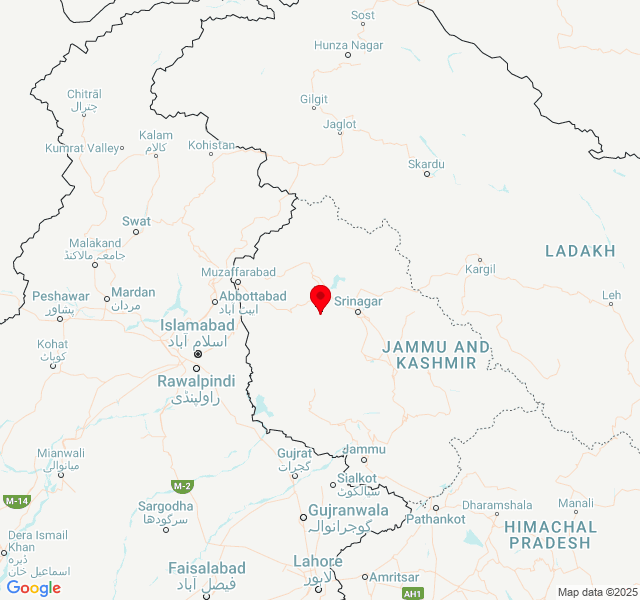 Sost
Hunza Nagar
Chitrāl
چترال
Gilgit
Jaglot
Kalam
کالام
Kumrat Valley
Kohistan
Skardu
Swat
Malakand
جامعہ مالاکنڈ
LADAKH
Kargil
Muzaffarabad
Mardan
مردان
Abbottabad
ایبٹ آباد
Peshawar
پشاور
Leh
Srinagar
Islamabad
اسلام آباد
Kohat
کوہاٹ
JAMMU AND
KASHMIR
Rawalpindi
راولپنڈی
Mianwali
میانوالی
Gujrat
گجرات
Jammu
M-2
Sialkot
سیالکوٹ
M-14
Sargodha
سرگودھا
Gujranwala
گوجرانوالہ
Pathankot
Dharamshala
Manali
HIMACHAL
PRADESH
Dera Ismail
Khan
ڈیرہ
اسماعیل خان
Faisalabad
فیصل آباد
Lahore
لاہور
Amritsar
AH1
Google
Map data ©2025